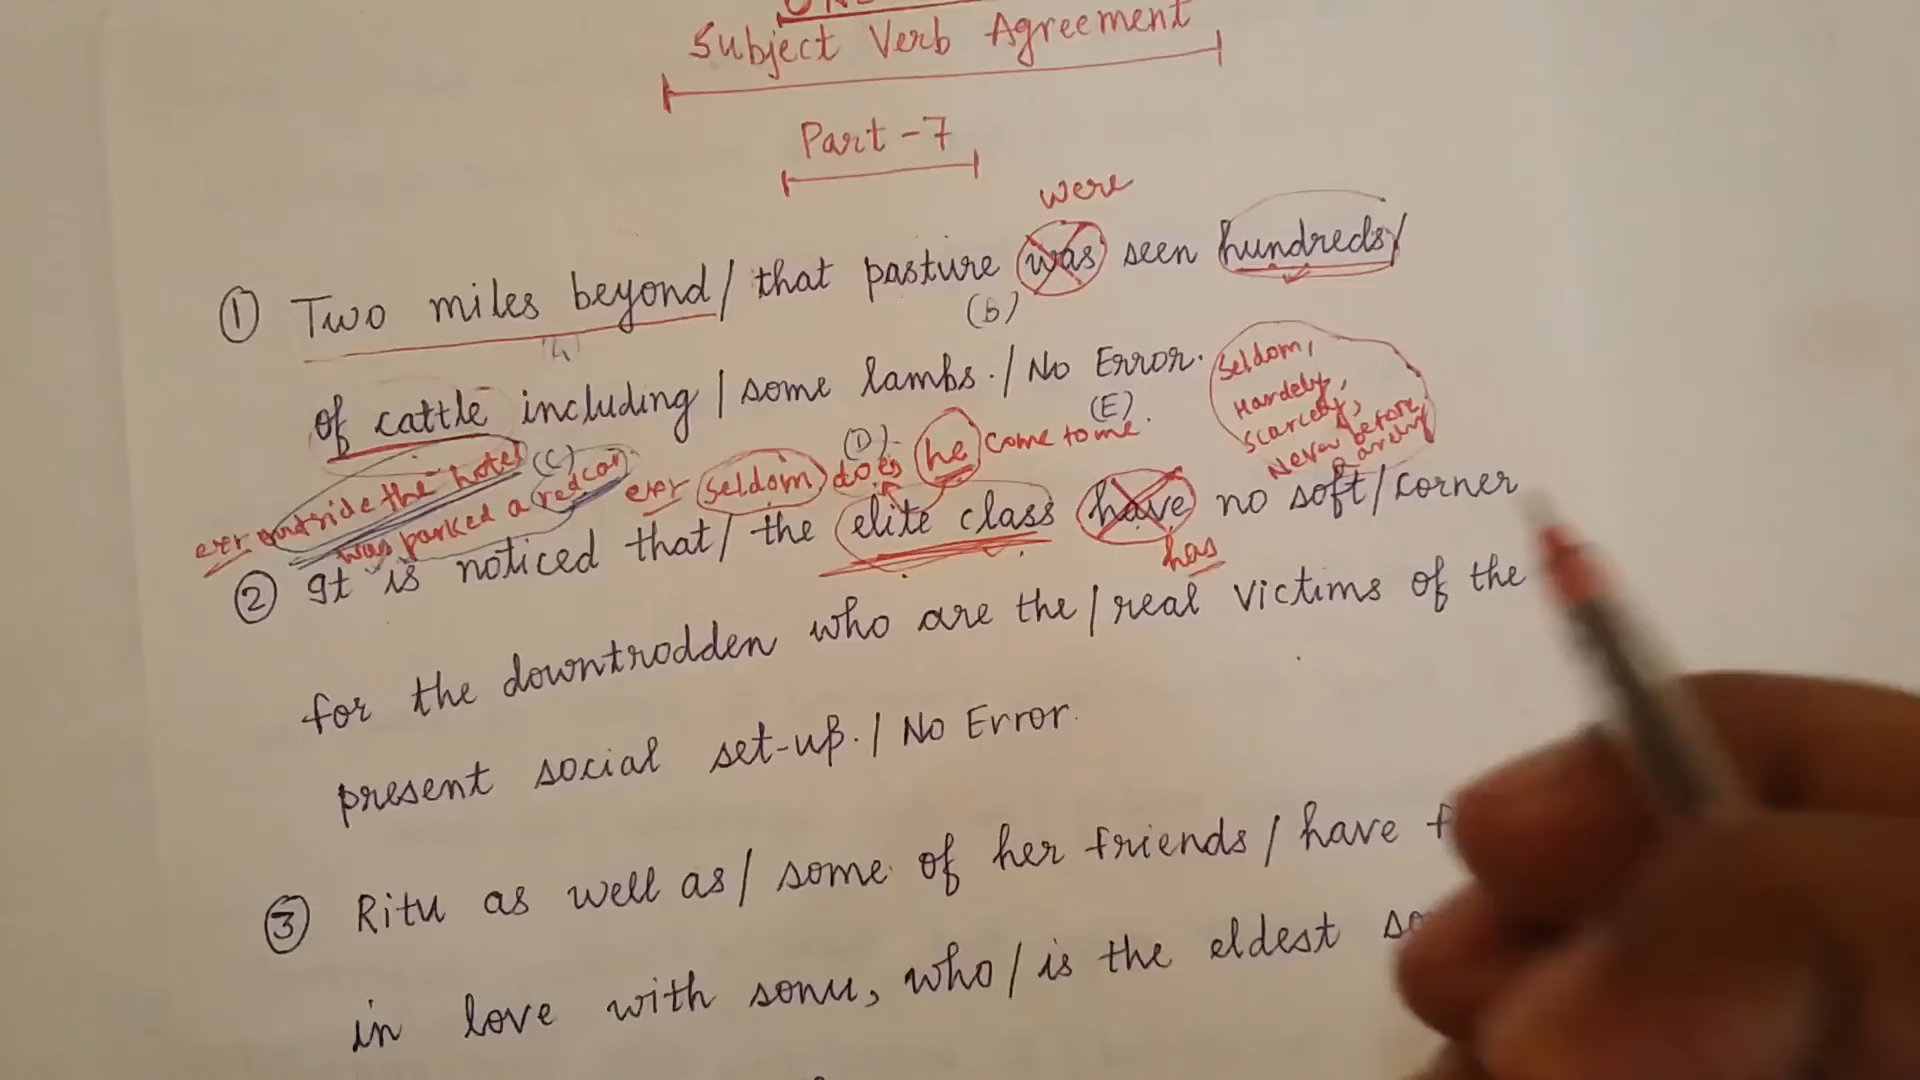 Subject Verb Agreement
Part-7
were
① Two miles beyond/ that pasture was seen hundreds/
(B)
of cattle including/ some lambs./ No Error.
(C) (D) (E)
Seldom,
Hardely,
Scarcely,
Never before
exr outside the hotel
was parked a redcar
exr seldom does he come to me.
② It is noticed that/ the elite class have no soft/ corner
has
for the downtrodden who are the/ real victims of the
present social set-up./ No Error.
③ Ritu as well as/ some of her friends/ have
in love with sonu, who/ is the eldest